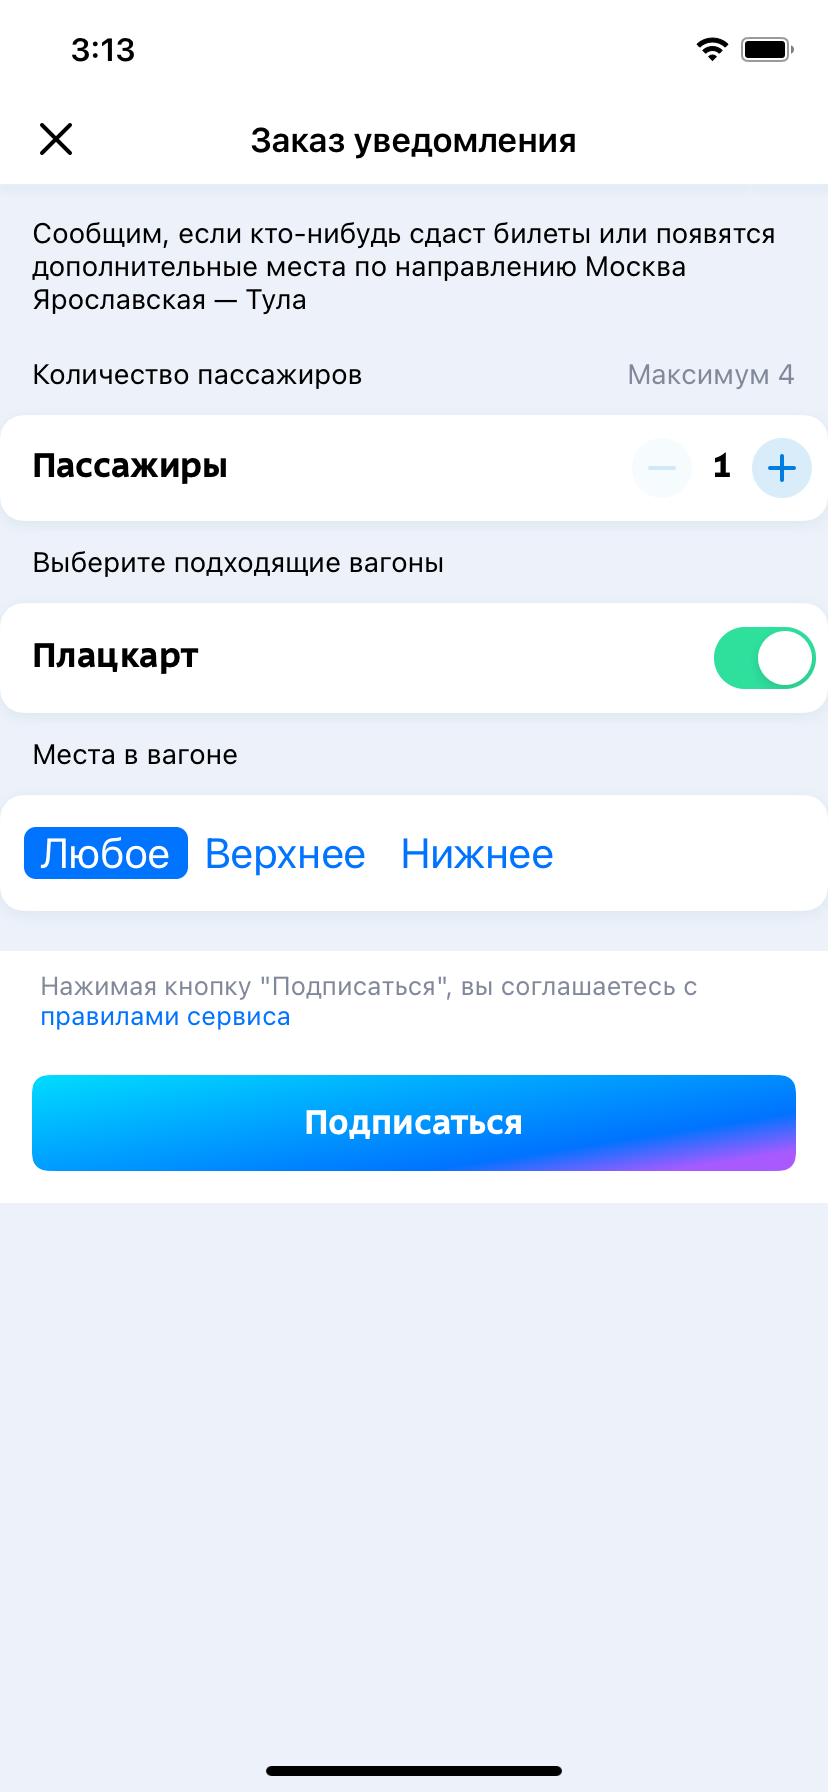 3:13
Заказ уведомления
Сообщим, если кто-нибудь сдаст билеты или появятся
дополнительные места по направлению Москва
Ярославская — Тула
Количество пассажиров Максимум 4
Пассажиры 1
Выберите подходящие вагоны
Плацкарт
Места в вагоне
Любое Верхнее Нижнее
Нажимая кнопку "Подписаться", вы соглашаетесь с
правилами сервиса
Подписаться